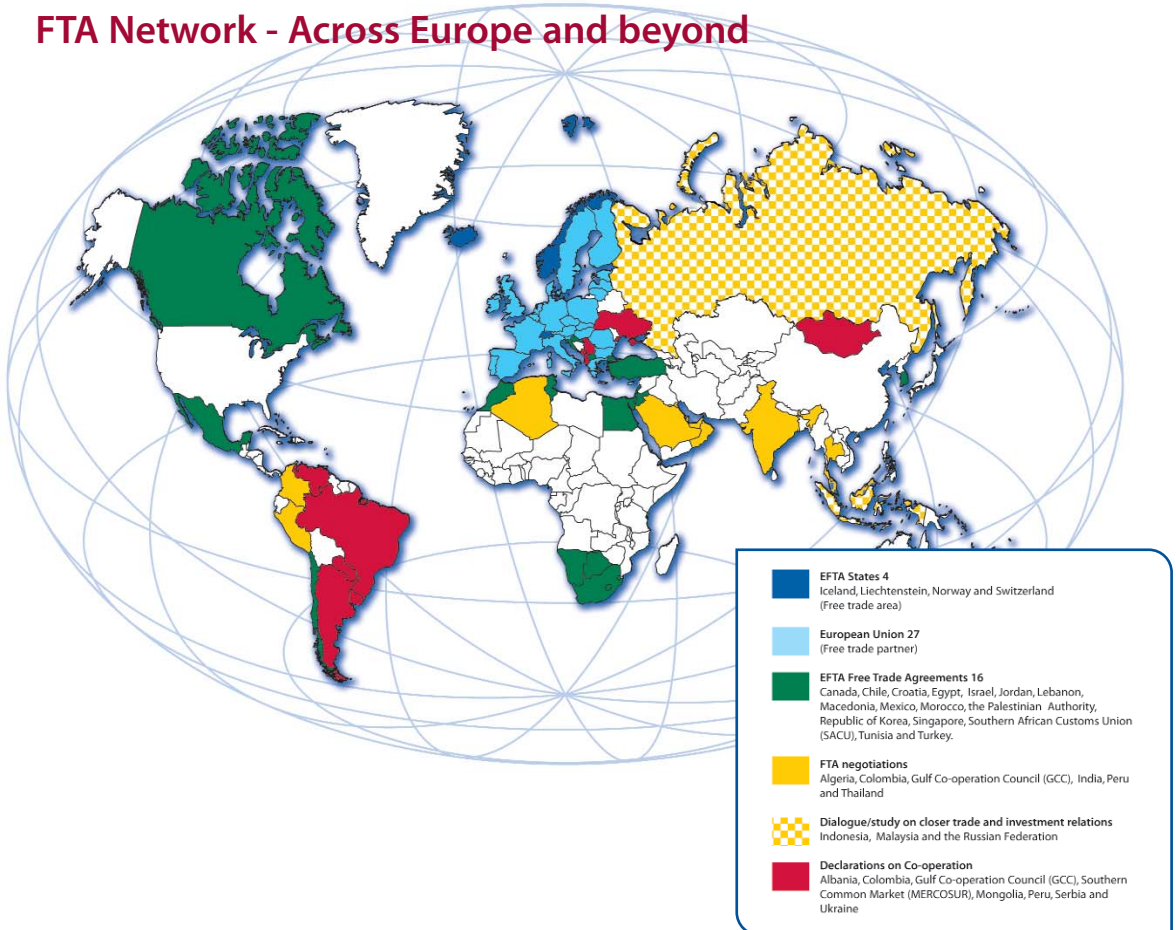 FTA Network - Across Europe and beyond
EFTA States 4
Iceland, Liechtenstein, Norway and Switzerland
(Free trade area)
European Union 27
(Free trade partner)
EFTA Free Trade Agreements 16
Canada, Chile, Croatia, Egypt, Israel, Jordan, Lebanon,
Macedonia, Mexico, Morocco, the Palestinian Authority,
Republic of Korea, Singapore, Southern African Customs Union
(SACU), Tunisia and Turkey.
FTA negotiations
Algeria, Colombia, Gulf Co-operation Council (GCC), India, Peru
and Thailand
Dialogue/study on closer trade and investment relations
Indonesia, Malaysia and the Russian Federation
Declarations on Co-operation
Albania, Colombia, Gulf Co-operation Council (GCC), Southern
Common Market (MERCOSUR), Mongolia, Peru, Serbia and
Ukraine